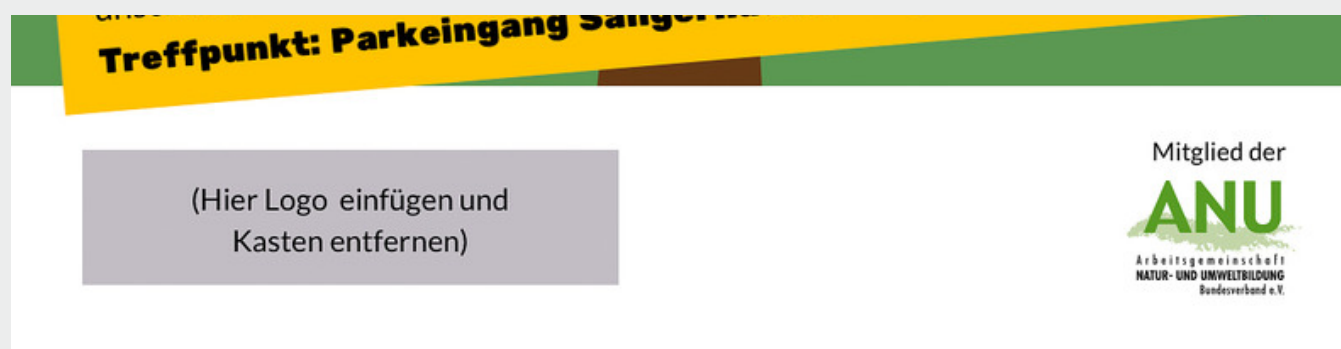 Treffpunkt: Parkeingang
(Hier Logo einfügen und
Kasten entfernen)
Mitglied der
ANU
Arbeitsgemeinschaft
NATUR- UND UMWELTBILDUNG
Bundesverband e.V.